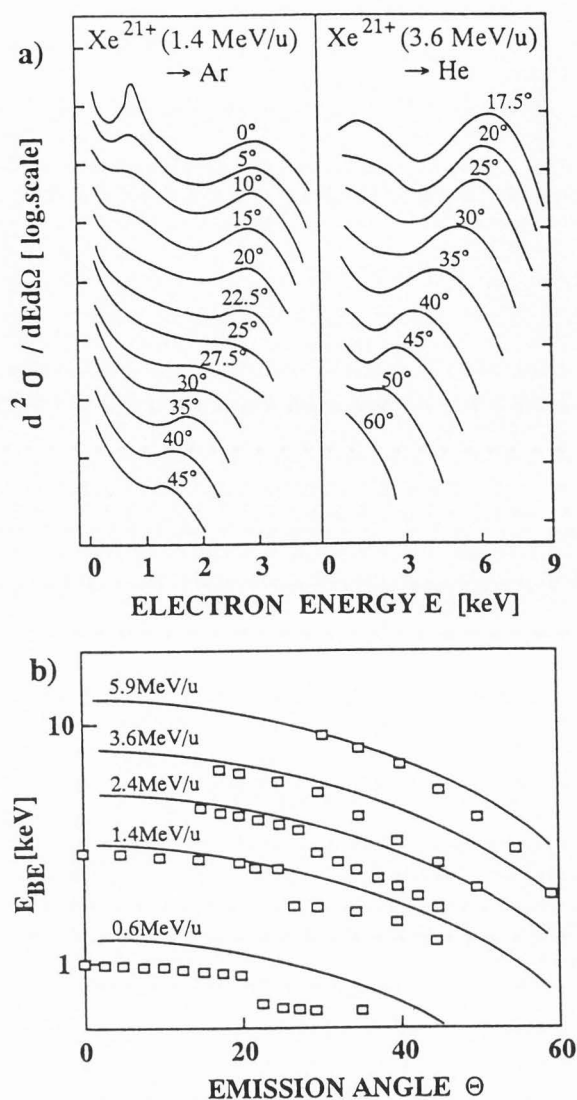 a)
Xe21+ (1.4 MeV/u)
→ Ar
Xe21+ (3.6 MeV/u)
→ He
d2 σ / dEdΩ [ log.scale]
0°
5°
10°
15°
20°
22.5°
25°
27.5°
30°
35°
40°
45°
17.5°
20°
25°
30°
35°
40°
45°
50°
60°
0 1 2 3 0 3 6 9
ELECTRON ENERGY E [keV]
b)
EBE [keV]
10
1
5.9MeV/u
3.6MeV/u
2.4MeV/u
1.4MeV/u
0.6MeV/u
0 20 40 60
EMISSION ANGLE Θ